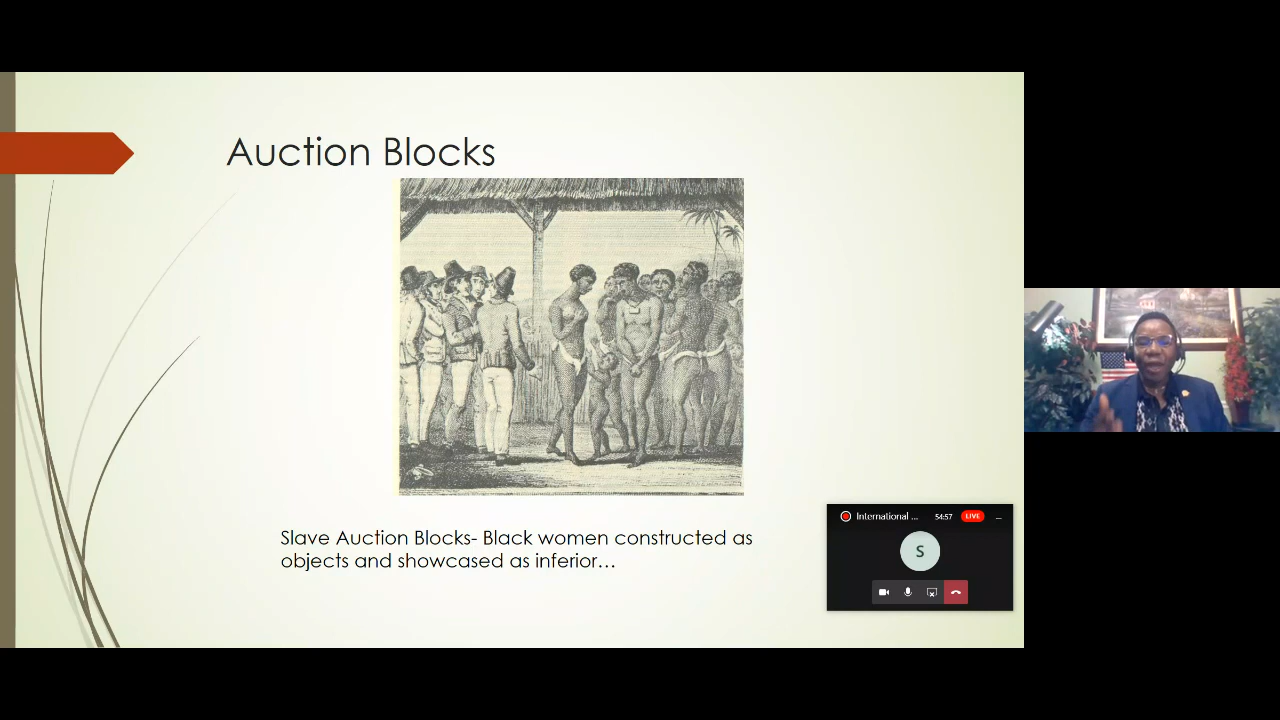 Auction Blocks
Slave Auction Blocks- Black women constructed as
objects and showcased as inferior…
International ... 54:57 LIVE
S